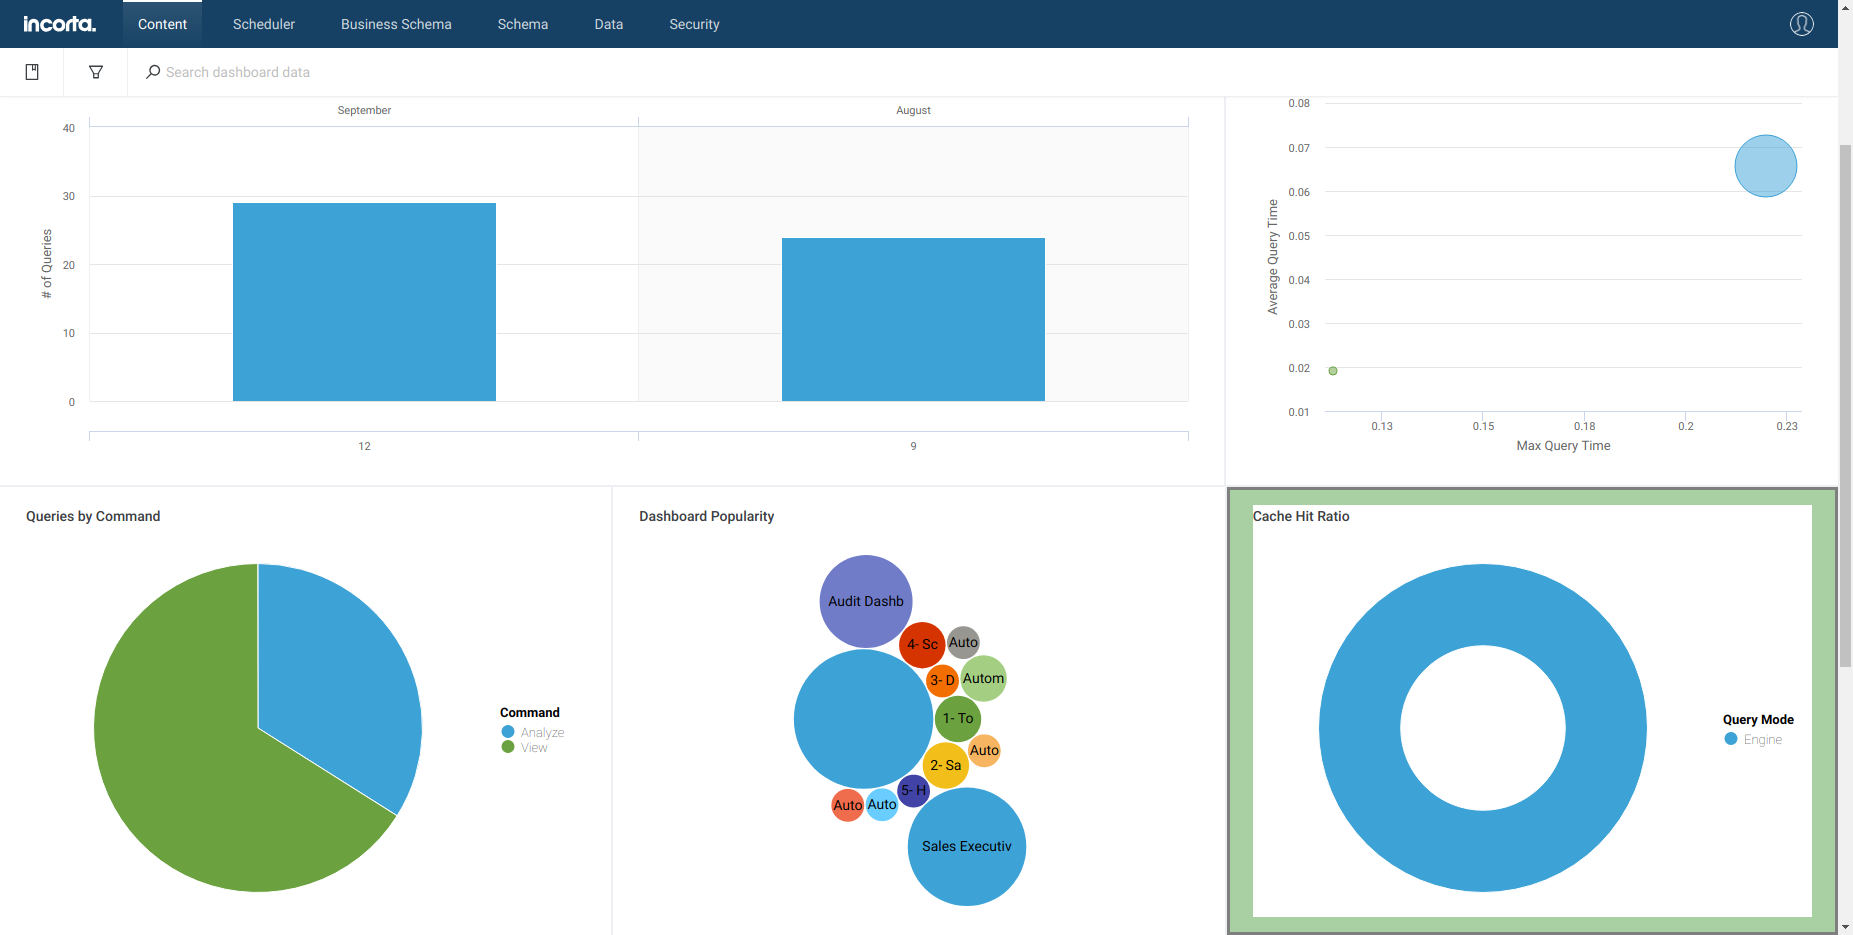 incorta.
Content
Scheduler
Business Schema
Schema
Data
Security
Search dashboard data
September
August
# of Queries
40
30
20
10
0
12
9
Average Query Time
0.08
0.07
0.06
0.05
0.04
0.03
0.02
0.01
0.13
0.15
0.18
0.2
0.23
Max Query Time
Queries by Command
Command
Analyze
View
Dashboard Popularity
Audit Dashb
4- Sc
Auto
3- D
Autom
1- To
Auto
2- Sa
5- H
Auto
Auto
Sales Executiv
Cache Hit Ratio
Query Mode
Engine